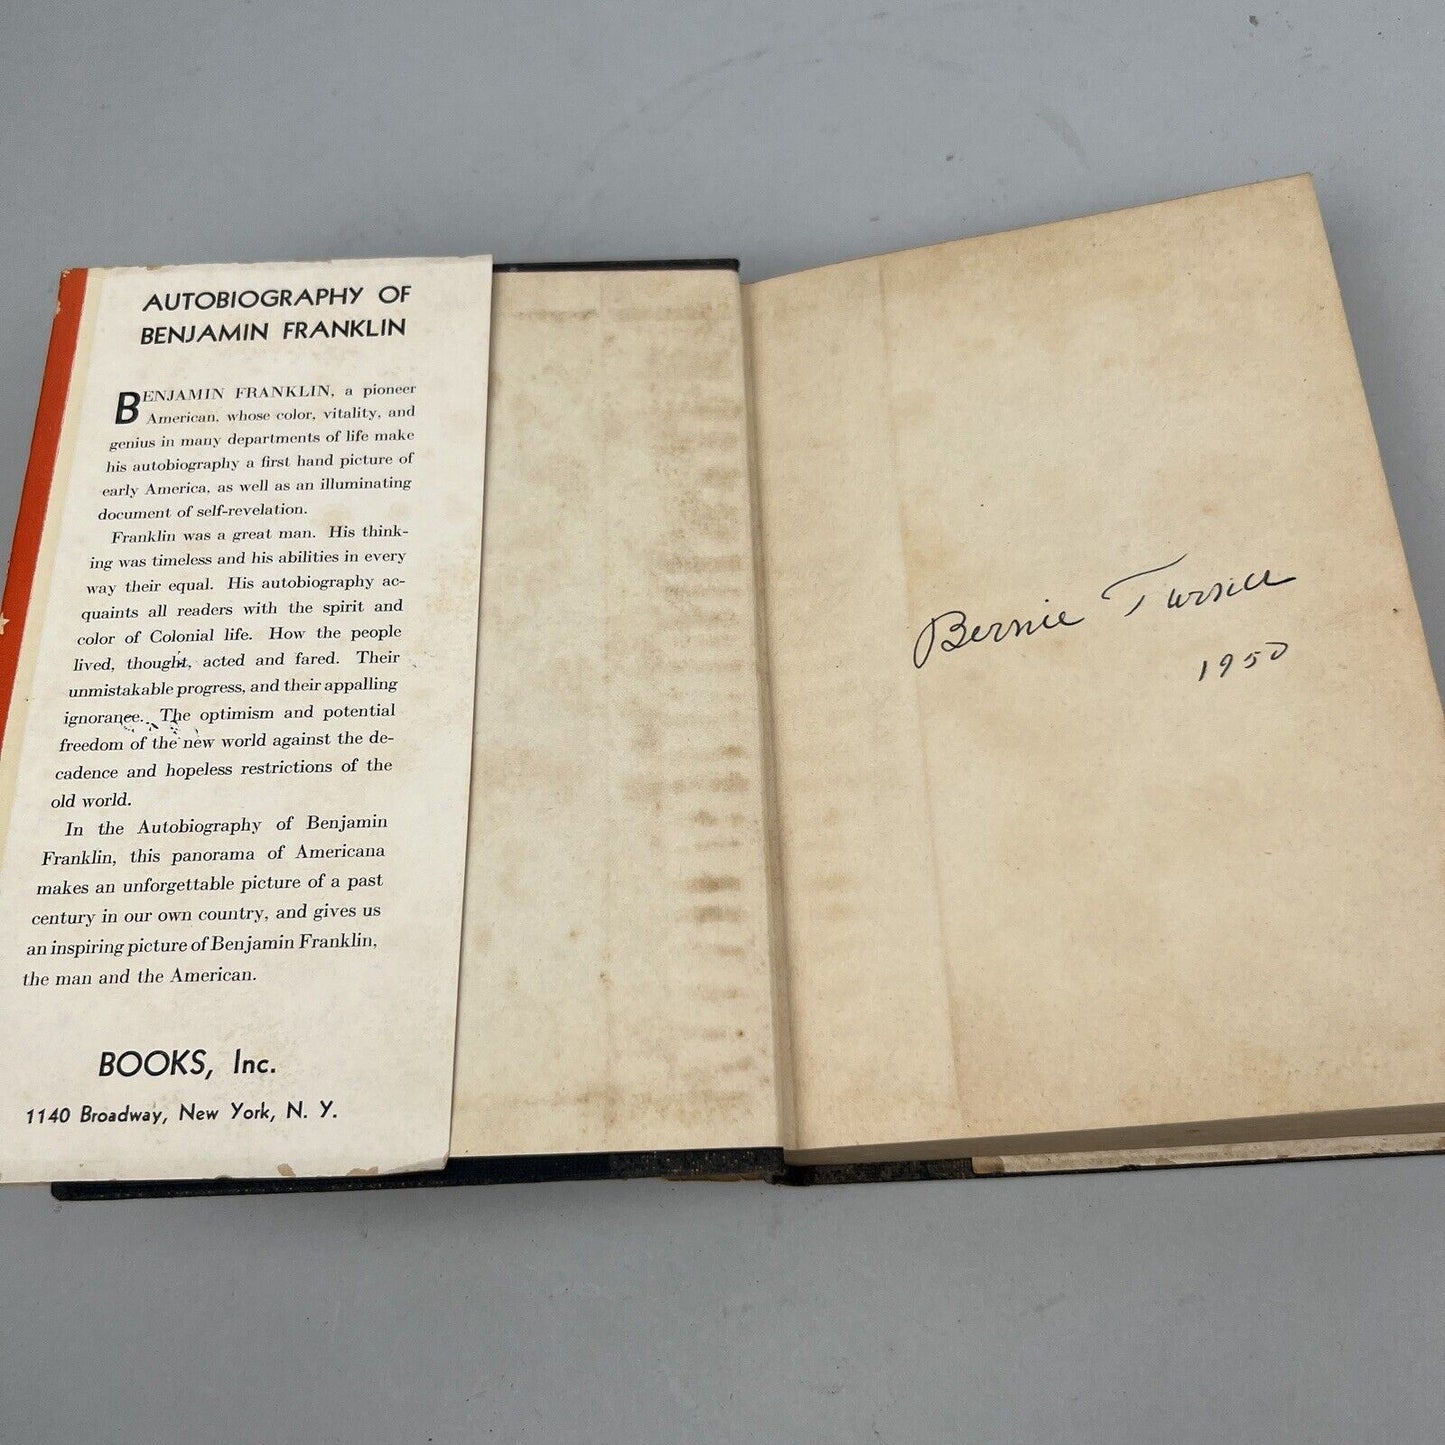 AUTOBIOGRAPHY OF
BENJAMIN FRANKLIN
BENJAMIN FRANKLIN, a pioneer
American, whose color, vitality, and
genius in many departments of life make
his autobiography a first hand picture of
early America, as well as an illuminating
document of self-revelation.
Franklin was a great man. His think-
ing was timeless and his abilities in every
way their equal. His autobiography ac-
quaints all readers with the spirit and
color of Colonial life. How the people
lived, thought, acted and fared. Their
unmistakable progress, and their appalling
ignorance. The optimism and potential
freedom of the new world against the de-
cadence and hopeless restrictions of the
old world.
In the Autobiography of Benjamin
Franklin, this panorama of Americana
makes an unforgettable picture of a past
century in our own country, and gives us
an inspiring picture of Benjamin Franklin,
the man and the American.
BOOKS, Inc.
1140 Broadway, New York, N. Y.
Bernie
1950